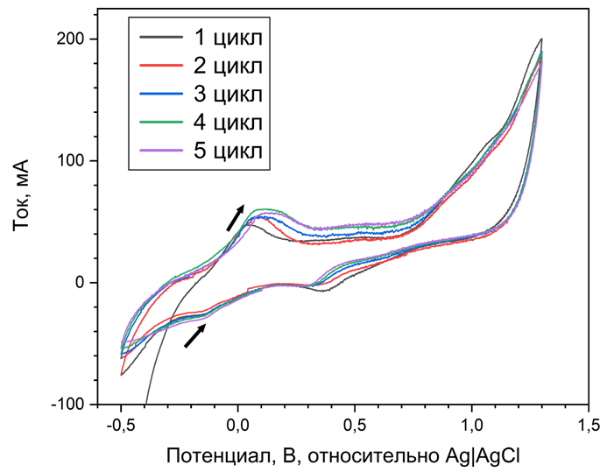 200
100
0
-100
-0,5
0,0
0,5
1,0
1,5
Ток, мА
Потенциал, В, относительно Ag|AgCl
1 цикл
2 цикл
3 цикл
4 цикл
5 цикл